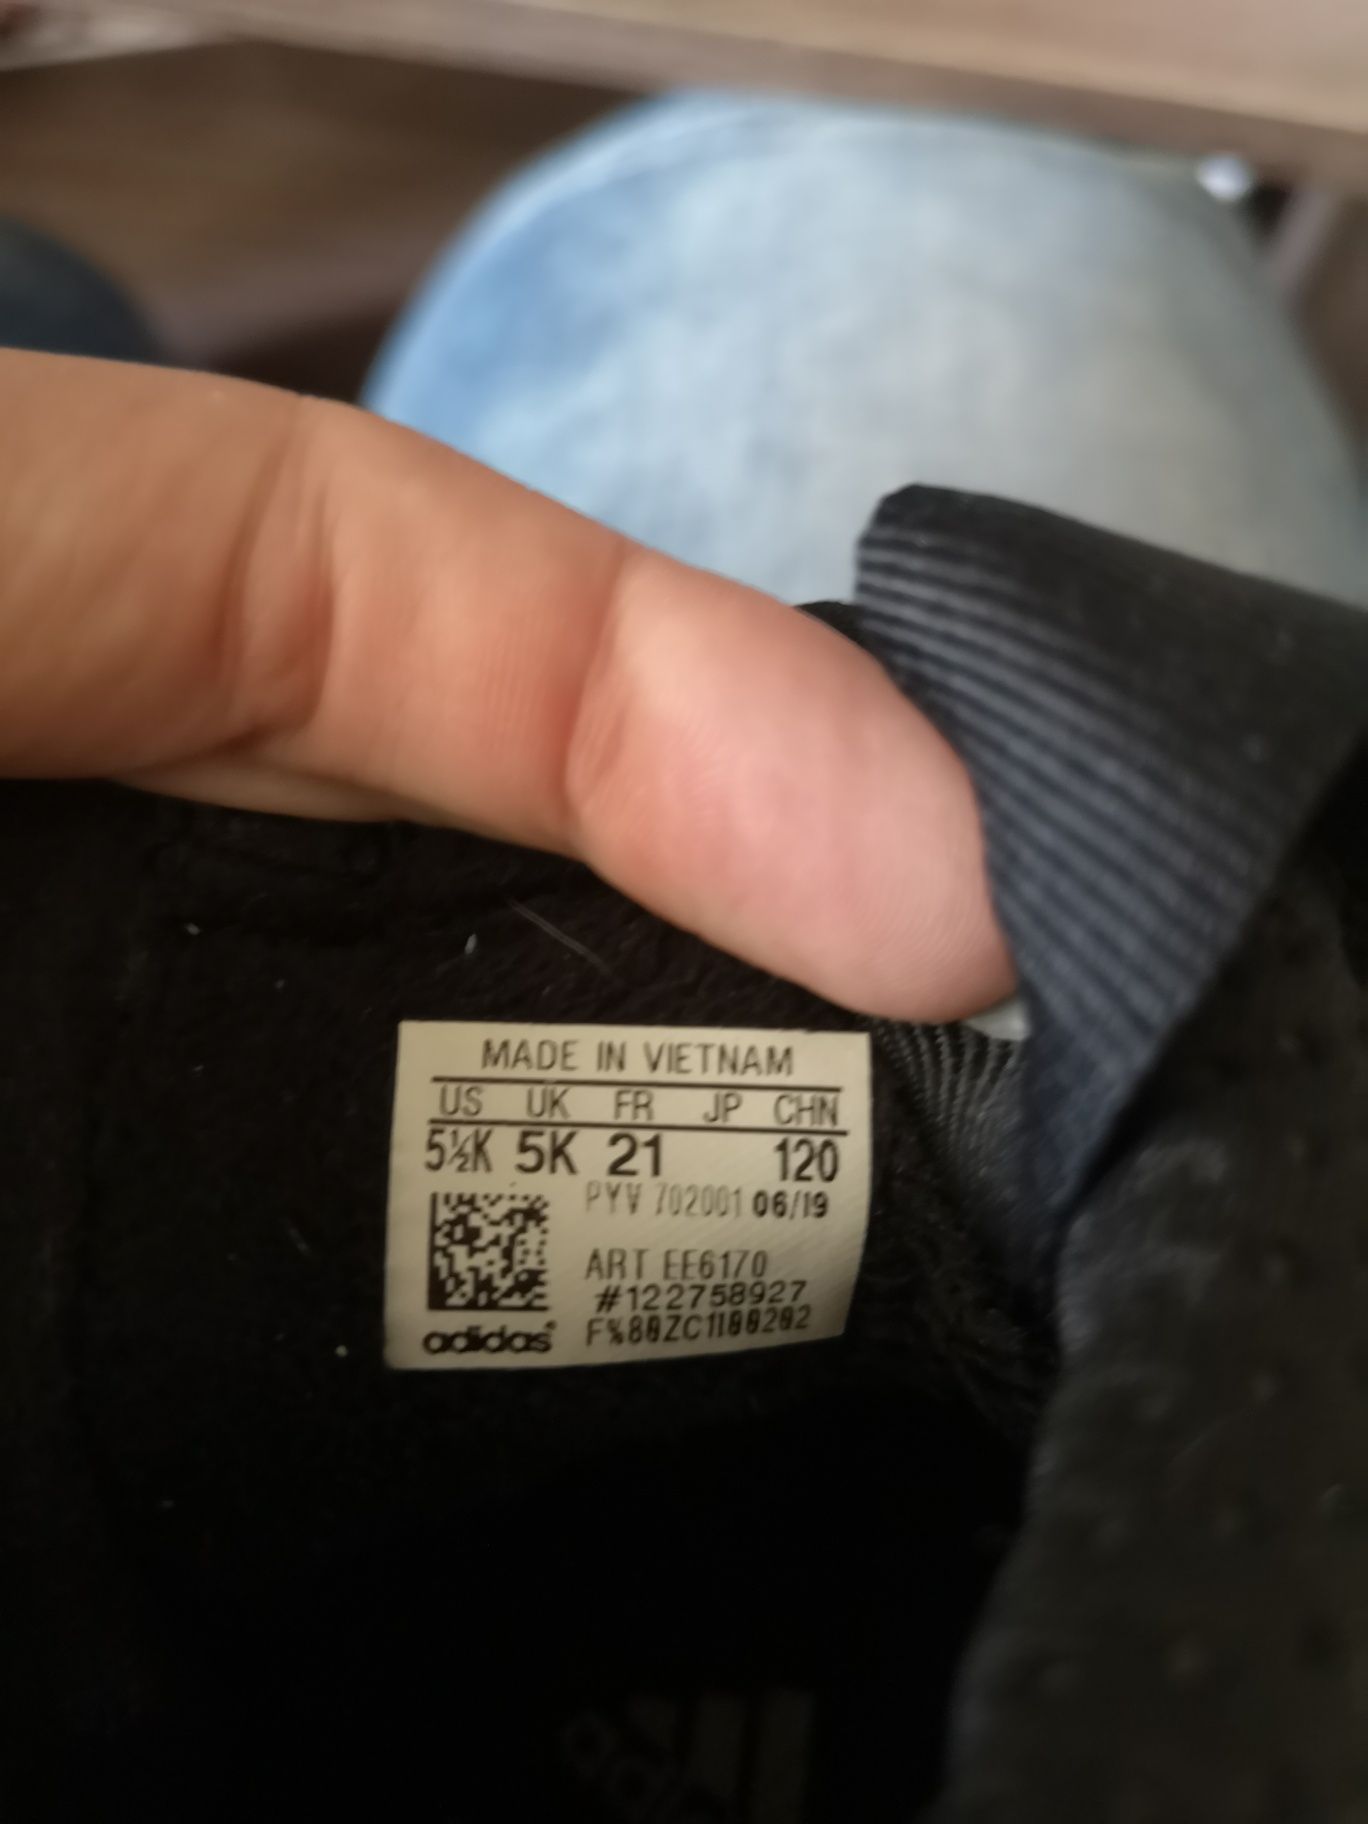 MADE IN VIETNAM
US UK FR JP CHN
5½K 5K 21 120
PYV 702001 06/19
ART EE6170
#122758927
F%80ZC1100202
adidas